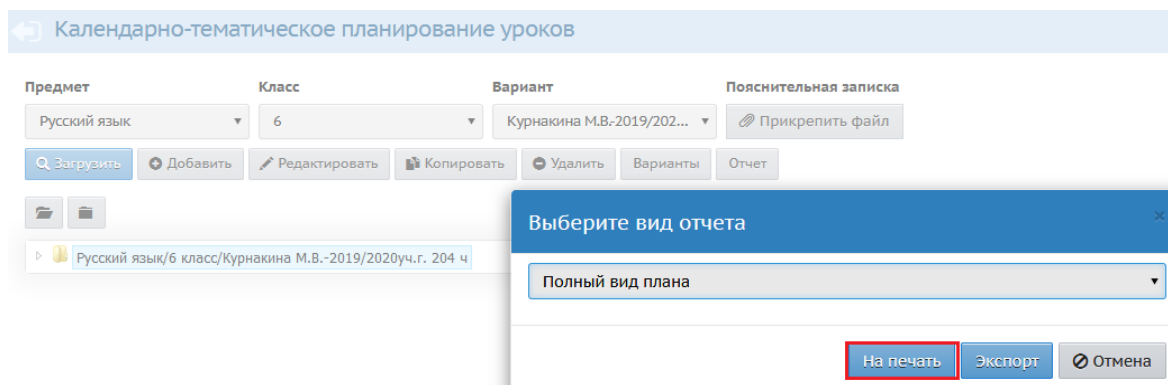 Календарно-тематическое планирование уроков
Предмет Класс Вариант Пояснительная записка
Русский язык 6 Курнакина М.В.-2019/202... Прикрепить файл
Загрузить Добавить Редактировать Копировать Удалить Варианты Отчет
Выберите вид отчета
Русский язык/6 класс/Курнакина М.В.-2019/2020уч.г. 204 ч
Полный вид плана
На печать Экспорт Отмена